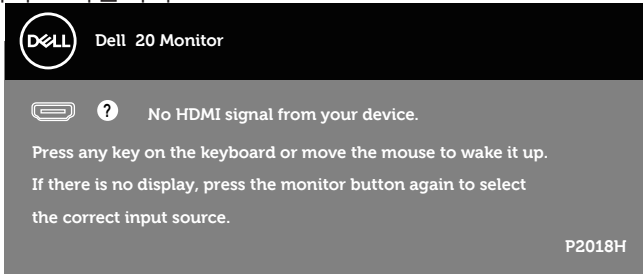 DELL
Dell 20 Monitor
? No HDMI signal from your device.
Press any key on the keyboard or move the mouse to wake it up.
If there is no display, press the monitor button again to select
the correct input source.
P2018H